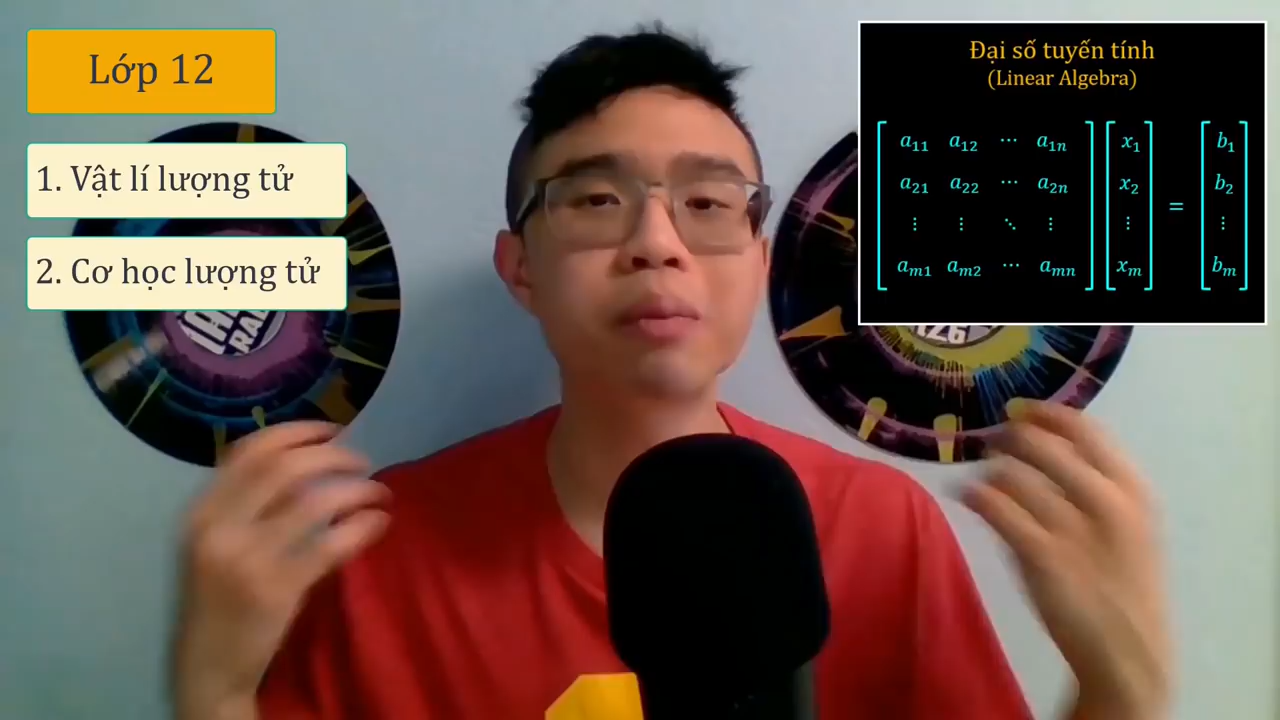 Lớp 12
1. Vật lí lượng tử
2. Cơ học lượng tử
Đại số tuyến tính
(Linear Algebra)
a11 a12 ⋯ a1n x1 b1
a21 a22 ⋯ a2n x2 b2
⋮ ⋮ ⋱ ⋮ ⋮ = ⋮
am1 am2 ⋯ amn xm bm